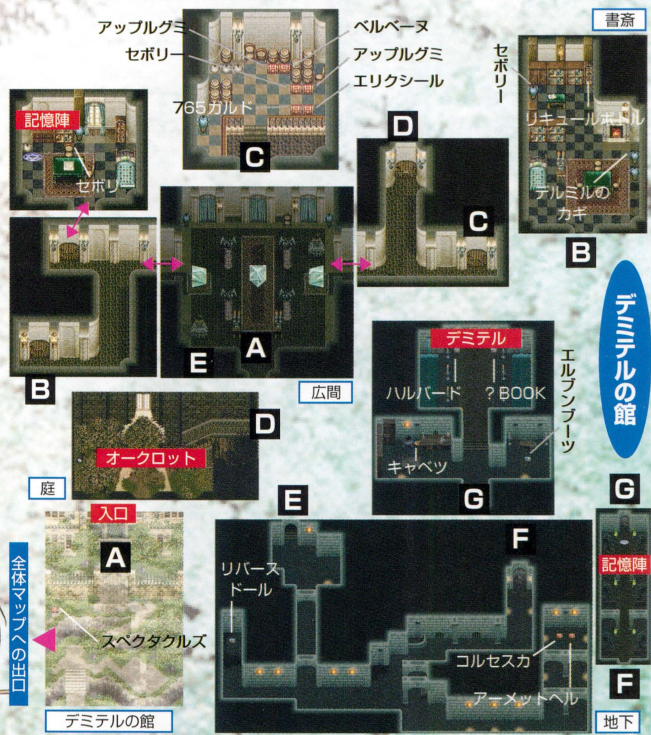 書斎
アップルグミ
セボリー
765ガルド
ベルベーヌ
アップルグミ
エリクシール
C
記憶陣
セボリー
セボリー
リキュールボトル
デルミルの
カギ
B
D
C
B
E
A
広間
デミテルの館
デミテル
ハルバード
?BOOK
エルブンブーツ
キャベツ
G
D
オークロット
庭
入口
A
スペクタクルズ
全体マップへの出口
デミテルの館
E
リバース
ドール
F
コルセスカ
アーメットヘル
地下
G
記憶陣
F